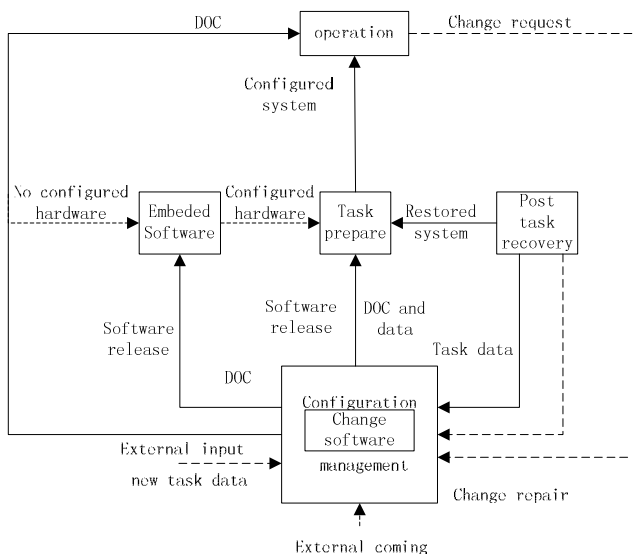 DOC
operation
Change request
Configured
system
No configured
hardware
Embeded
Software
Configured
hardware
Task
prepare
Restored
system
Post
task
recovery
Software
release
Software
release
DOC and
data
Task data
DOC
Configuration
Change
software
management
External input
new task data
Change repair
External coming